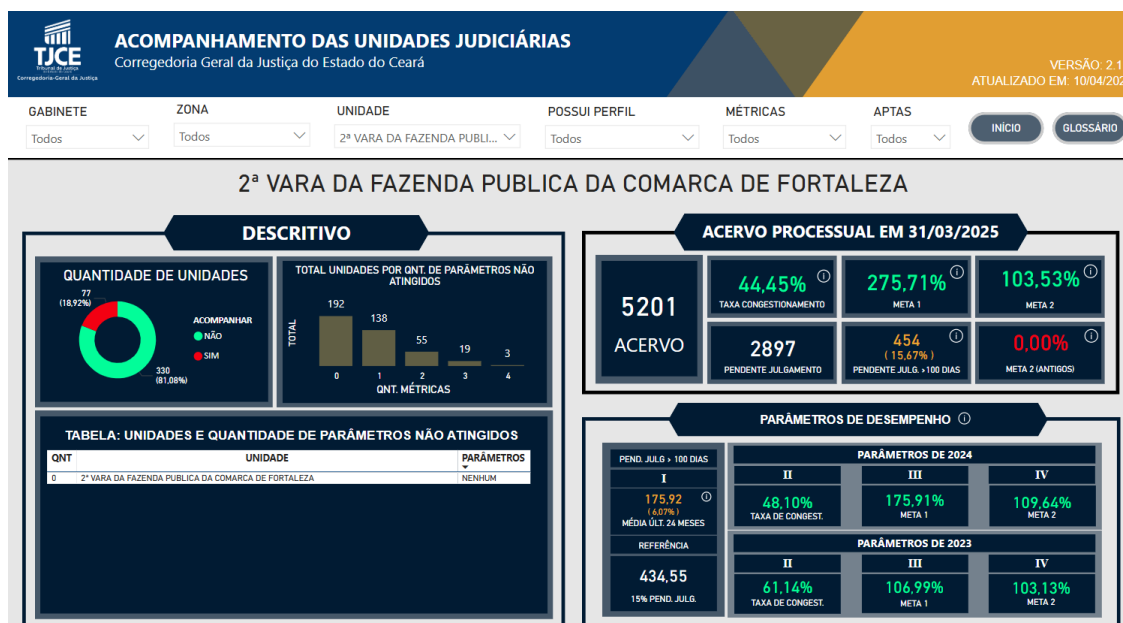 TJCE
Tribunal de Justiça
Corregedoria-Geral da Justiça
ACOMPANHAMENTO DAS UNIDADES JUDICIÁRIAS
Corregedoria Geral da Justiça do Estado do Ceará
VERSÃO: 2.1
ATUALIZADO EM: 10/04/202
GABINETE
Todos
ZONA
Todos
UNIDADE
2ª VARA DA FAZENDA PUBLI...
POSSUI PERFIL
Todos
MÉTRICAS
Todos
APTAS
Todos
INÍCIO
GLOSSÁRIO
2ª VARA DA FAZENDA PUBLICA DA COMARCA DE FORTALEZA
DESCRITIVO
QUANTIDADE DE UNIDADES
77
(18,92%)
ACOMPANHAR
NÃO
SIM
330
(81,08%)
TOTAL UNIDADES POR QNT. DE PARÂMETROS NÃO
ATINGIDOS
TOTAL
192
138
55
19
3
0 1 2 3 4
QNT. MÉTRICAS
TABELA: UNIDADES E QUANTIDADE DE PARÂMETROS NÃO ATINGIDOS
QNT UNIDADE PARÂMETROS
0 2ª VARA DA FAZENDA PUBLICA DA COMARCA DE FORTALEZA NENHUM
ACERVO PROCESSUAL EM 31/03/2025
5201
ACERVO
44,45%
TAXA CONGESTIONAMENTO
275,71%
META 1
103,53%
META 2
2897
PENDENTE JULGAMENTO
454
( 15,67% )
PENDENTE JULG. >100 DIAS
0,00%
META 2 (ANTIGOS)
PARÂMETROS DE DESEMPENHO
PEND. JULG > 100 DIAS
I
175,92
( 6,07% )
MÉDIA ÚLT. 24 MESES
REFERÊNCIA
434,55
15% PEND. JULG.
PARÂMETROS DE 2024
II III IV
48,10%
TAXA DE CONGEST.
175,91%
META 1
109,64%
META 2
PARÂMETROS DE 2023
II III IV
61,14%
TAXA DE CONGEST.
106,99%
META 1
103,13%
META 2